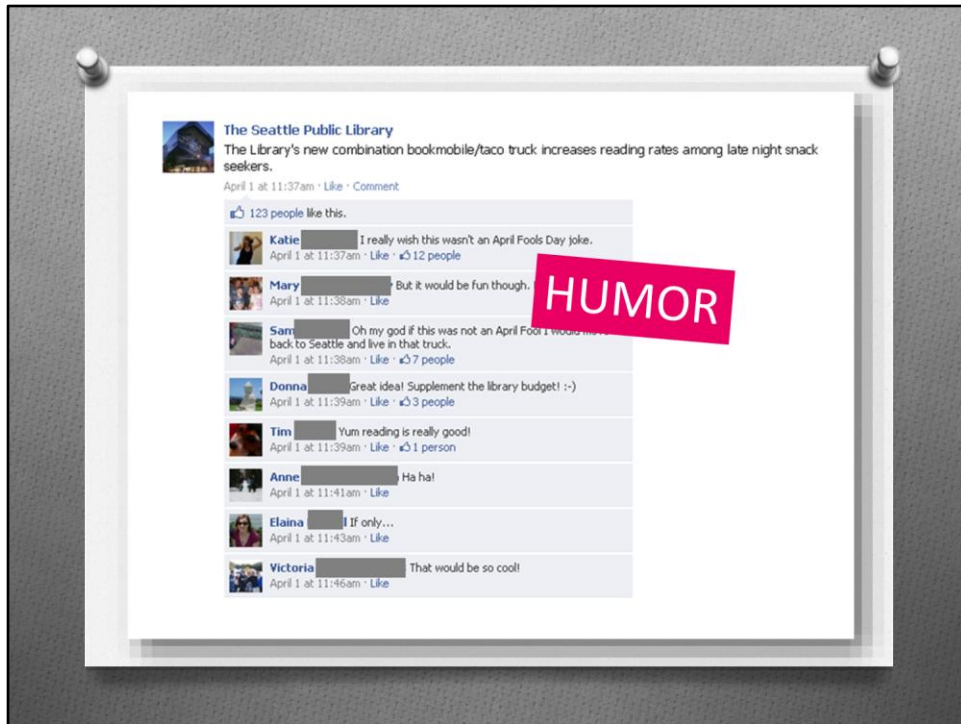 The Seattle Public Library
The Library's new combination bookmobile/taco truck increases reading rates among late night snack
seekers.
April 1 at 11:37am · Like · Comment
123 people like this.
Katie I really wish this wasn't an April Fools Day joke.
April 1 at 11:37am · Like · 12 people
Mary But it would be fun though.
April 1 at 11:38am · Like
HUMOR
Sam Oh my god if this was not an April Fool I would
back to Seattle and live in that truck.
April 1 at 11:38am · Like · 7 people
Donna Great idea! Supplement the library budget! :-)
April 1 at 11:39am · Like · 3 people
Tim Yum reading is really good!
April 1 at 11:39am · Like · 1 person
Anne Ha ha!
April 1 at 11:41am · Like
Elaina If only...
April 1 at 11:43am · Like
Victoria That would be so cool!
April 1 at 11:46am · Like